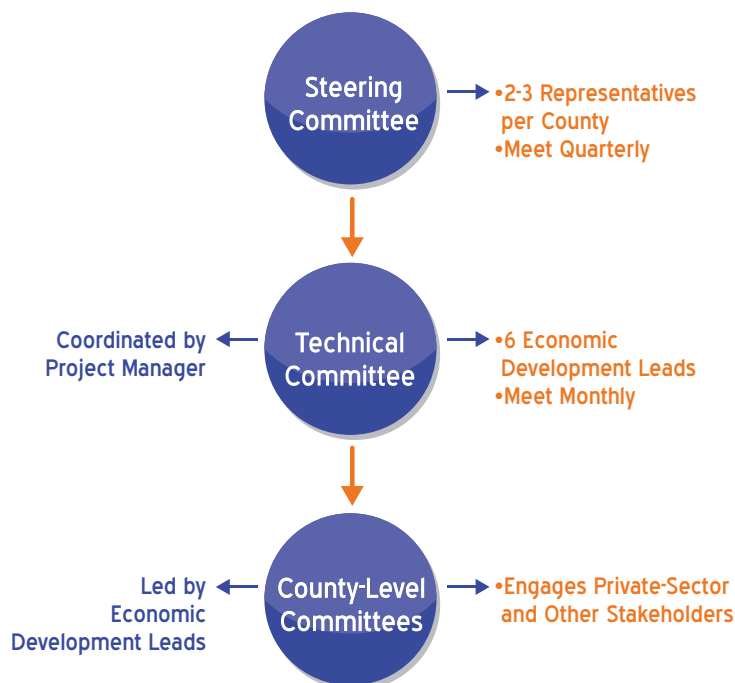 Steering
Committee
•2-3 Representatives
per County
•Meet Quarterly
Coordinated by
Project Manager
Technical
Committee
•6 Economic
Development Leads
•Meet Monthly
Led by
Economic
Development Leads
County-Level
Committees
•Engages Private-Sector
and Other Stakeholders